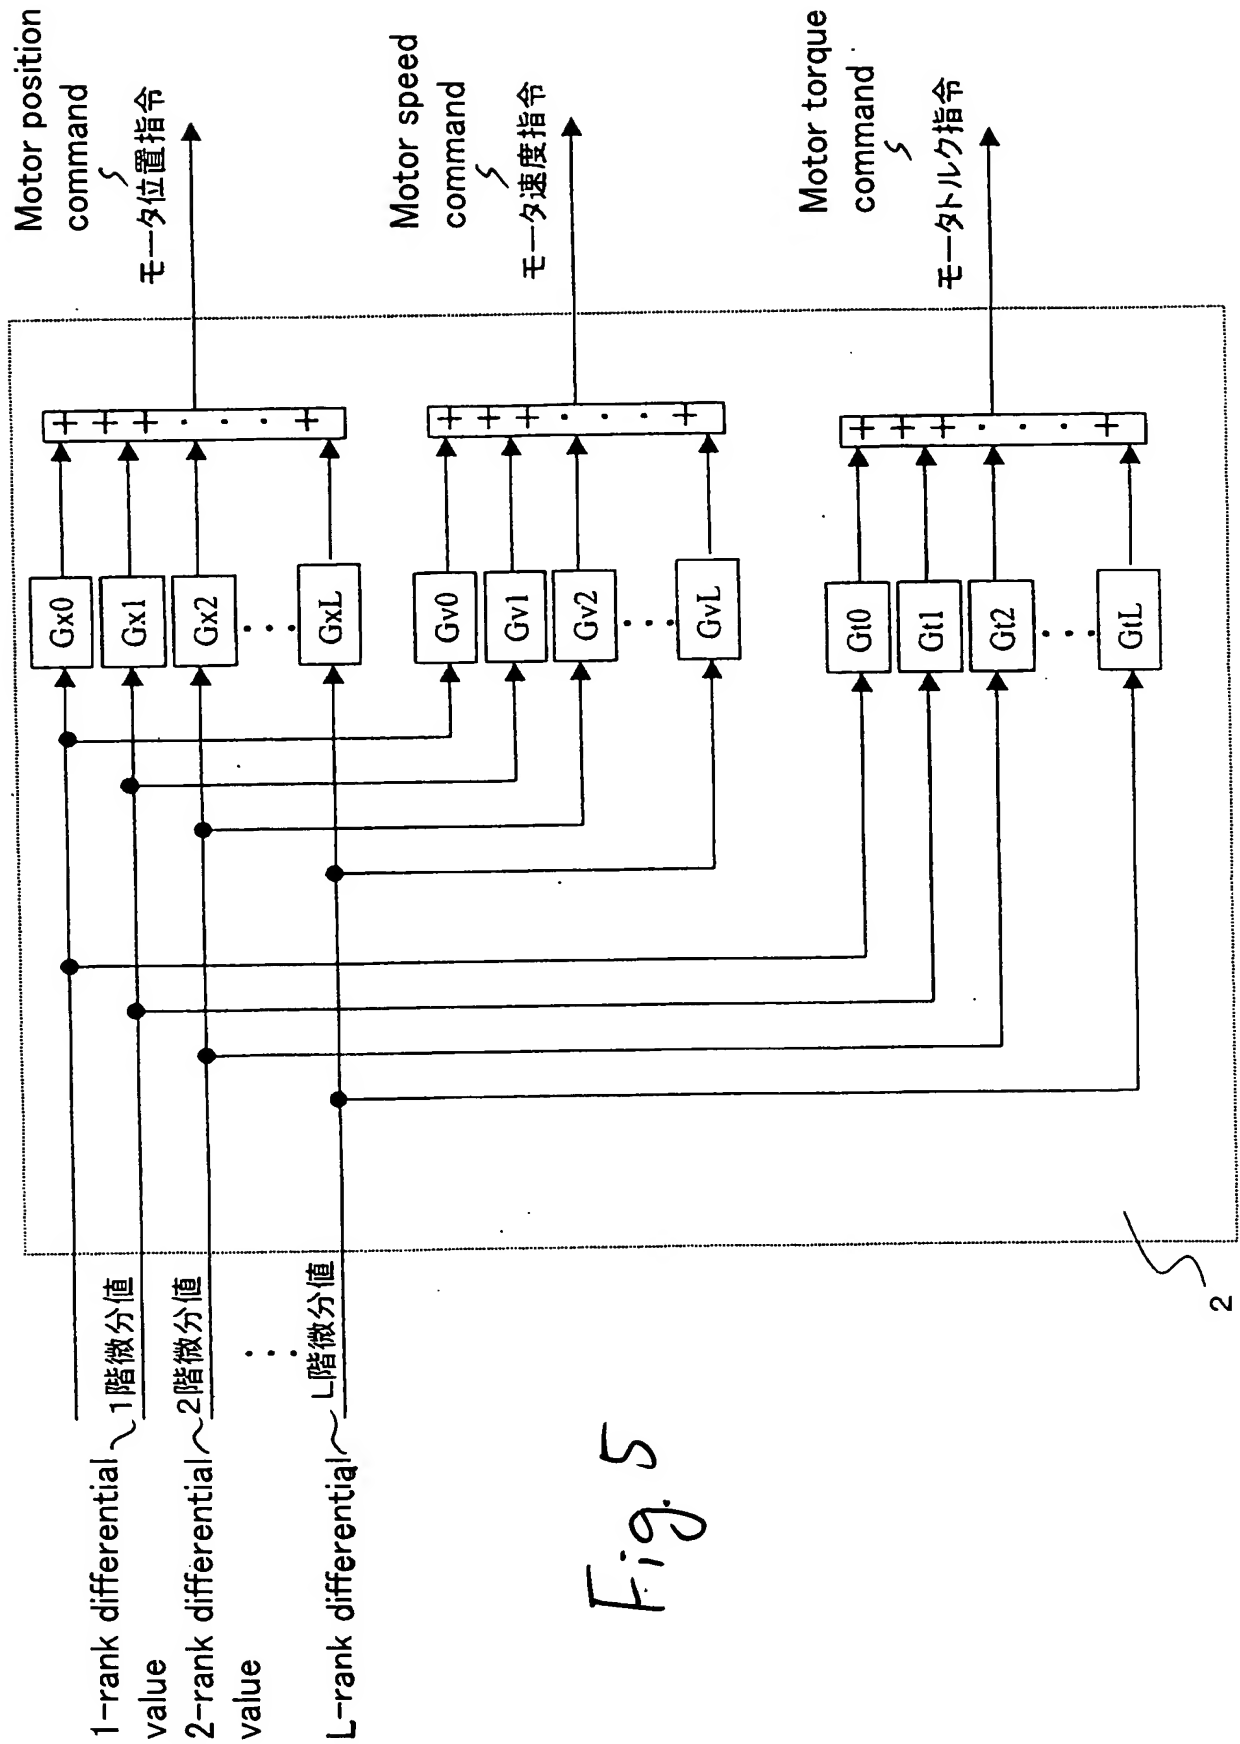 Motor position
command
モータ位置指令
Motor speed
command
モータ速度指令
Motor torque
command
モータトルク指令
Gx0
Gx1
Gx2
・・・
GxL
+ + + ・ ・ ・ +
Gv0
Gv1
Gv2
・・・
GvL
+ + + ・ ・ ・ +
Gt0
Gt1
Gt2
・・・
GtL
+ + + ・ ・ ・ +
1-rank differential
value
1階微分値
2-rank differential
value
2階微分値
・・・
L-rank differential
L階微分値
2
Fig. 5